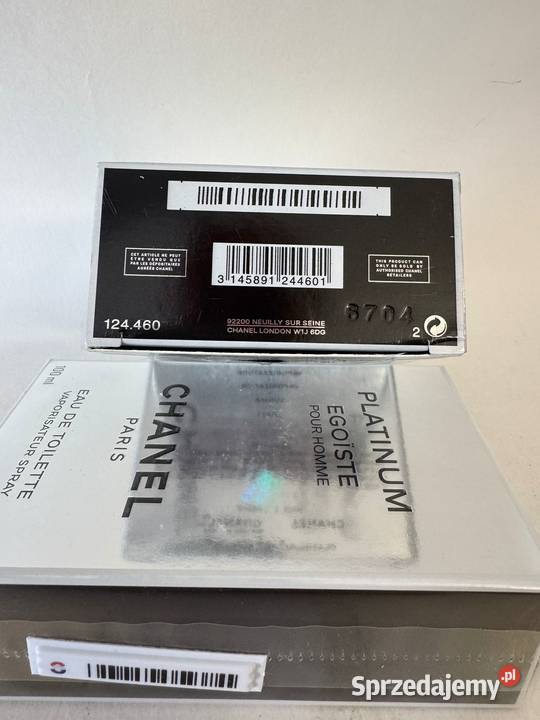 CET ARTICLE NE PEUT
ÊTRE VENDU QUE
PAR LES DÉPOSITAIRES
AGRÉÉS CHANEL
3 145891 244601
THIS PRODUCT CAN
ONLY BE SOLD BY
AUTHORISED CHANEL
RETAILERS
8704
124.460
92200 NEUILLY SUR SEINE
CHANEL LONDON W1J 6DG
2
PLATINUM
EGOÏSTE
POUR HOMME
CHANEL
PARIS
EAU DE TOILETTE
VAPORISATEUR SPRAY
100 ml
Sprzedajemy.pl